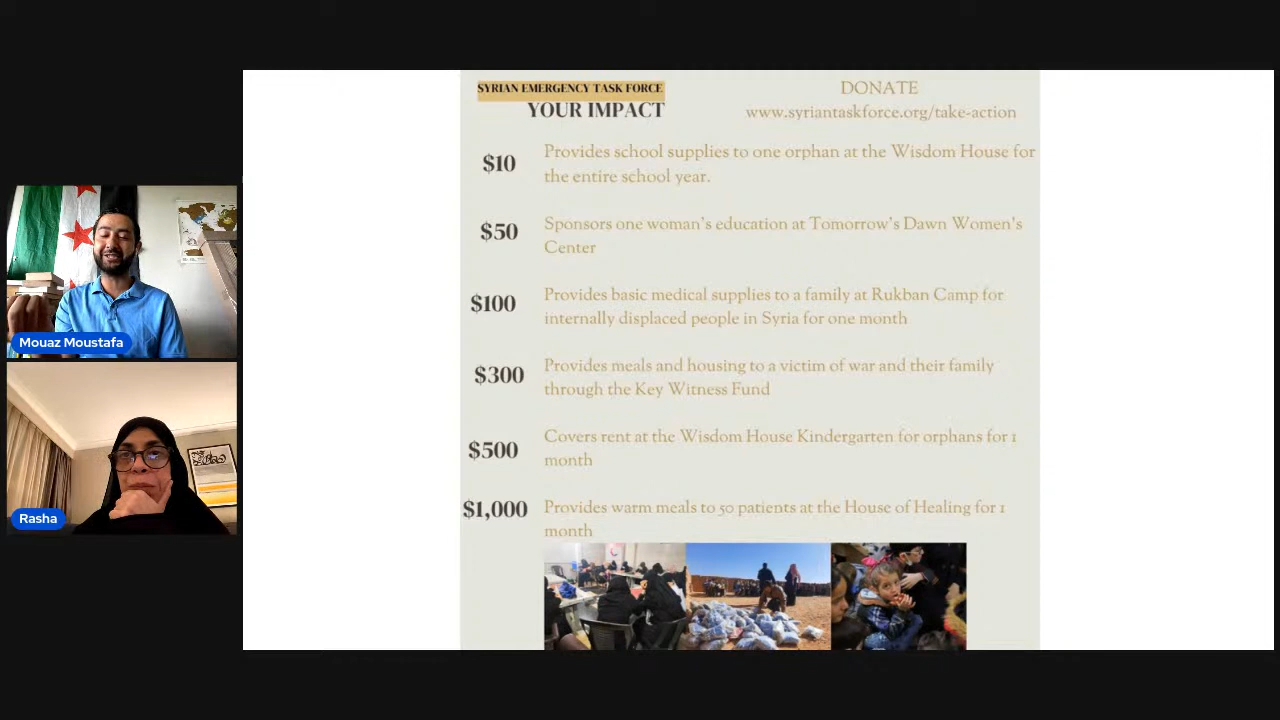 SYRIAN EMERGENCY TASK FORCE
YOUR IMPACT
DONATE
www.syriantaskforce.org/take-action
$10
Provides school supplies to one orphan at the Wisdom House for
the entire school year.
$50
Sponsors one woman's education at Tomorrow's Dawn Women's
Center
$100
Provides basic medical supplies to a family at Rukban Camp for
internally displaced people in Syria for one month
$300
Provides meals and housing to a victim of war and their family
through the Key Witness Fund
$500
Covers rent at the Wisdom House Kindergarten for orphans for 1
month
$1,000
Provides warm meals to 50 patients at the House of Healing for 1
month
Mouaz Moustafa
Rasha